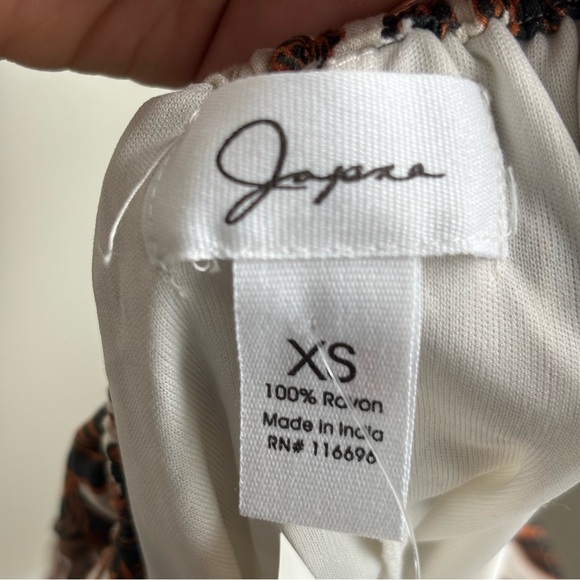 Japna
XS
100% Rayon
Made in India
RN# 116696